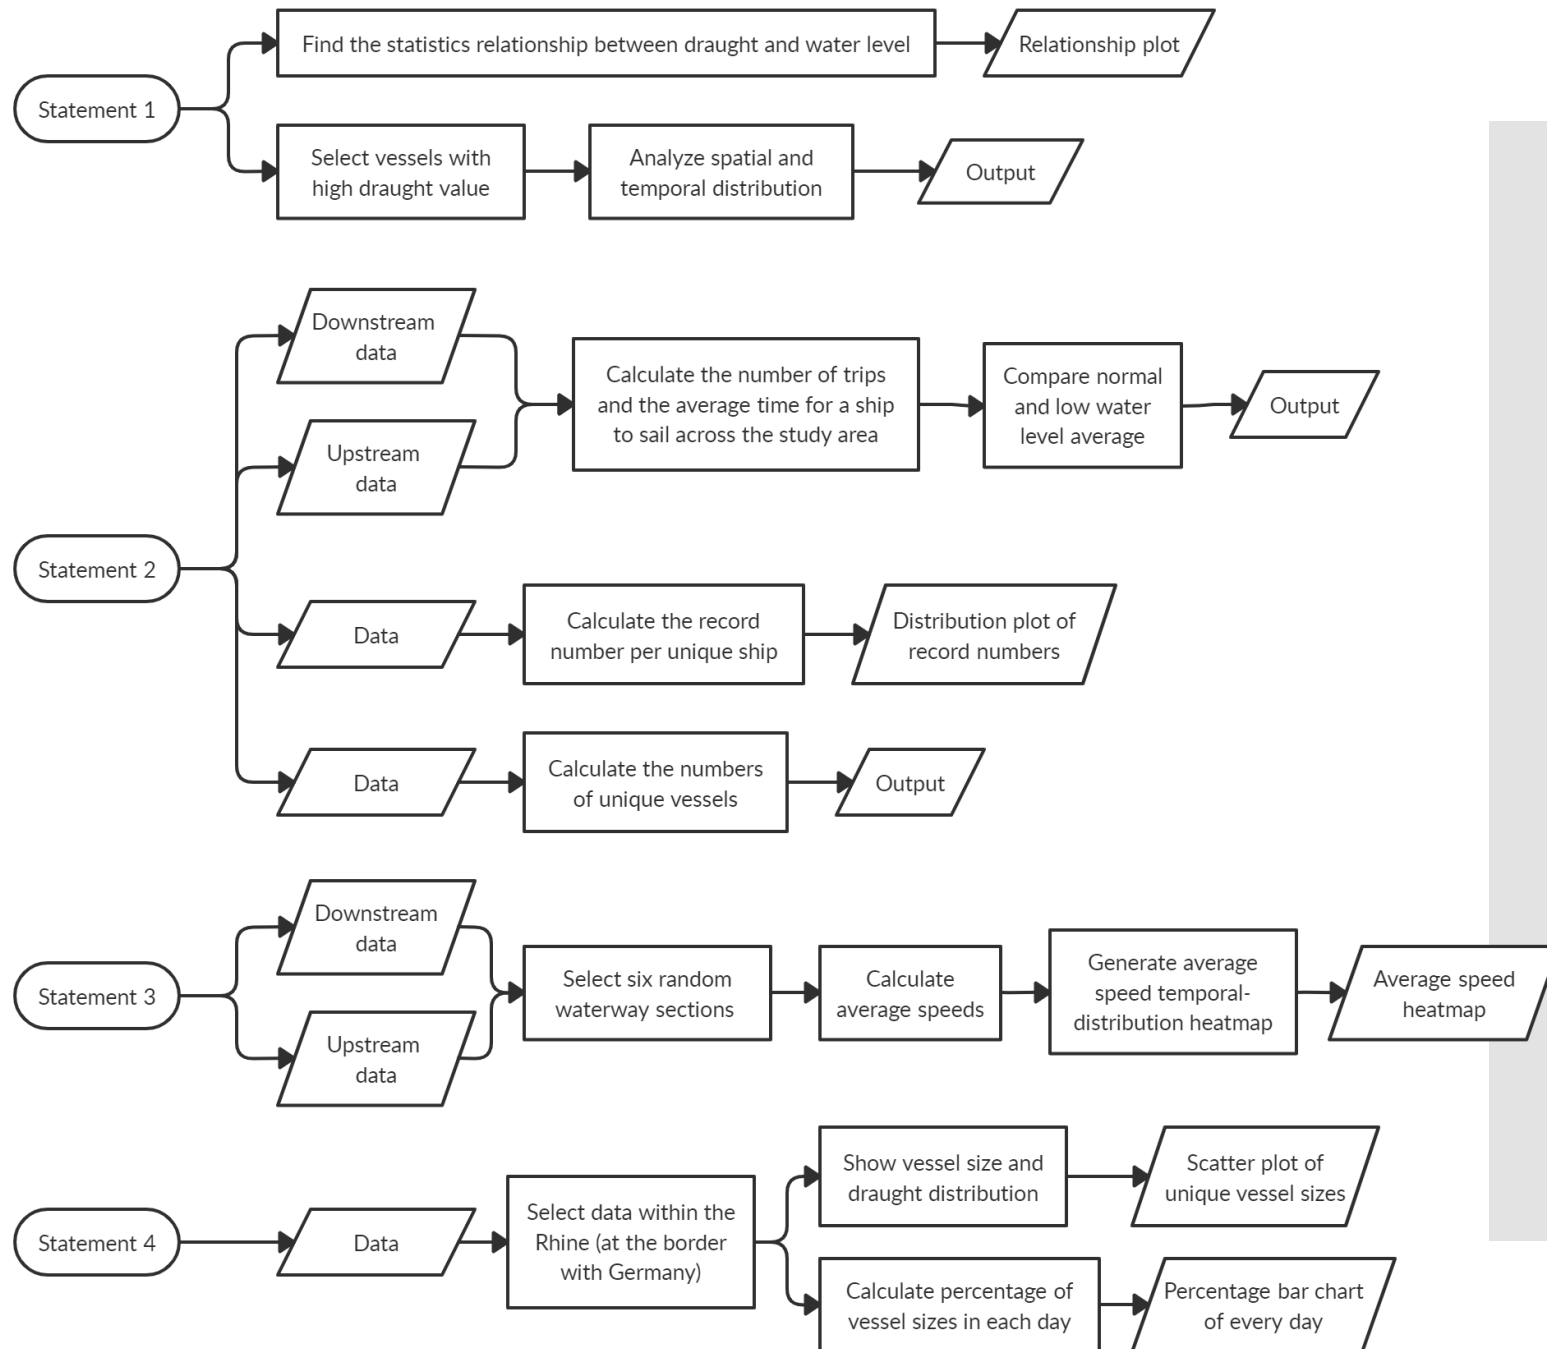 Find the statistics relationship between draught and water level
Relationship plot
Statement 1
Select vessels with
high draught value
Analyze spatial and
temporal distribution
Output
Downstream
data
Upstream
data
Calculate the number of trips
and the average time for a ship
to sail across the study area
Compare normal
and low water
level average
Output
Statement 2
Data
Calculate the record
number per unique ship
Distribution plot of
record numbers
Data
Calculate the numbers
of unique vessels
Output
Downstream
data
Statement 3
Upstream
data
Select six random
waterway sections
Calculate
average speeds
Generate average
speed temporal-
distribution heatmap
Average speed
heatmap
Statement 4
Data
Select data within the
Rhine (at the border
with Germany)
Show vessel size and
draught distribution
Scatter plot of
unique vessel sizes
Calculate percentage of
vessel sizes in each day
Percentage bar chart
of every day